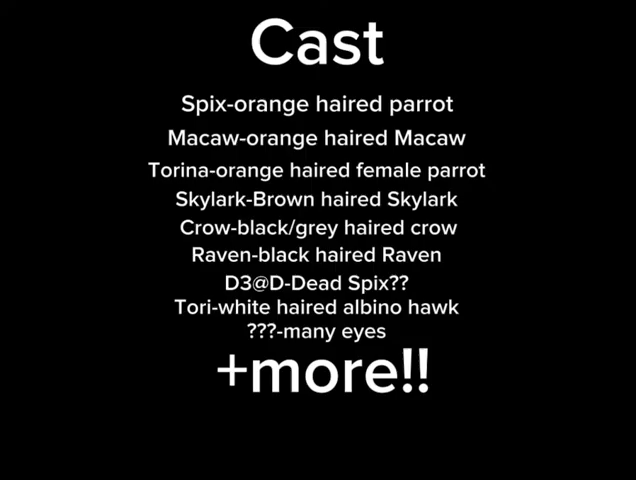 Cast
Spix-orange haired parrot
Macaw-orange haired Macaw
Torina-orange haired female parrot
Skylark-Brown haired Skylark
Crow-black/grey haired crow
Raven-black haired Raven
D3@D-Dead Spix??
Tori-white haired albino hawk
???-many eyes
+more!!